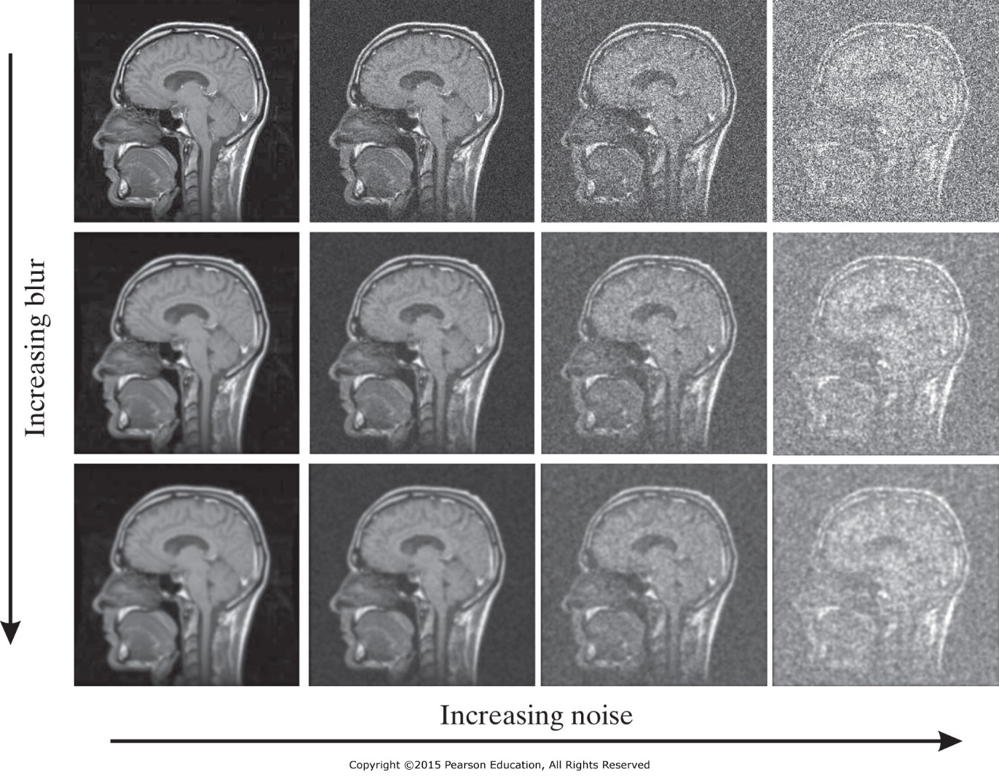 Increasing blur
Increasing noise
Copyright ©2015 Pearson Education, All Rights Reserved